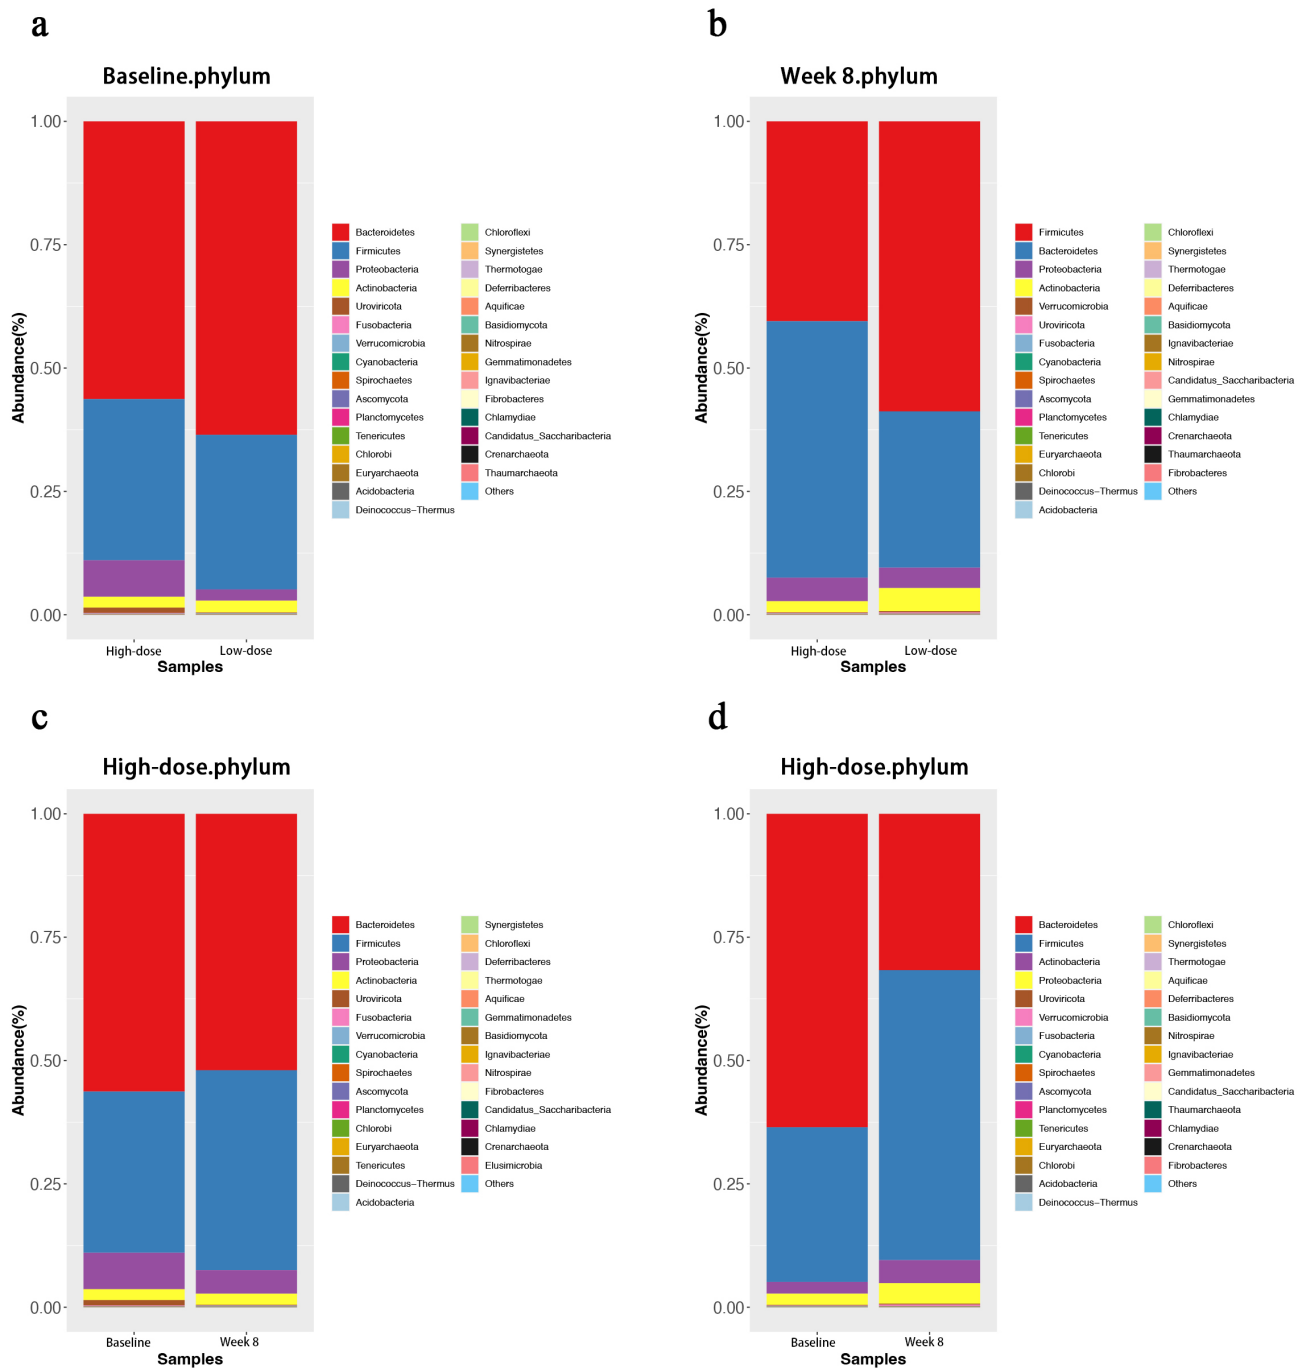 a
Baseline.phylum
Abundance(%)
1.00
0.75
0.50
0.25
0.00
High-dose
Low-dose
Samples
Bacteroidetes
Firmicutes
Proteobacteria
Actinobacteria
Uroviricota
Fusobacteria
Verrucomicrobia
Cyanobacteria
Spirochaetes
Ascomycota
Planctomycetes
Tenericutes
Chlorobi
Euryarchaeota
Acidobacteria
Deinococcus−Thermus
Chloroflexi
Synergistetes
Thermotogae
Deferribacteres
Aquificae
Basidiomycota
Nitrospirae
Gemmatimonadetes
Ignavibacteriae
Fibrobacteres
Chlamydiae
Candidatus_Saccharibacteria
Crenarchaeota
Thaumarchaeota
Others
b
Week 8.phylum
Abundance(%)
1.00
0.75
0.50
0.25
0.00
High-dose
Low-dose
Samples
Firmicutes
Bacteroidetes
Proteobacteria
Actinobacteria
Verrucomicrobia
Uroviricota
Fusobacteria
Cyanobacteria
Spirochaetes
Ascomycota
Planctomycetes
Tenericutes
Euryarchaeota
Chlorobi
Deinococcus−Thermus
Acidobacteria
Chloroflexi
Synergistetes
Thermotogae
Deferribacteres
Aquificae
Basidiomycota
Ignavibacteriae
Nitrospirae
Candidatus_Saccharibacteria
Gemmatimonadetes
Chlamydiae
Crenarchaeota
Thaumarchaeota
Fibrobacteres
Others
c
High-dose.phylum
Abundance(%)
1.00
0.75
0.50
0.25
0.00
Baseline
Week 8
Samples
Bacteroidetes
Firmicutes
Proteobacteria
Actinobacteria
Uroviricota
Fusobacteria
Verrucomicrobia
Cyanobacteria
Spirochaetes
Ascomycota
Planctomycetes
Chlorobi
Euryarchaeota
Tenericutes
Deinococcus−Thermus
Acidobacteria
Synergistetes
Chloroflexi
Deferribacteres
Thermotogae
Aquificae
Gemmatimonadetes
Basidiomycota
Ignavibacteriae
Nitrospirae
Fibrobacteres
Candidatus_Saccharibacteria
Chlamydiae
Crenarchaeota
Elusimicrobia
Others
d
High-dose.phylum
Abundance(%)
1.00
0.75
0.50
0.25
0.00
Baseline
Week 8
Samples
Bacteroidetes
Firmicutes
Actinobacteria
Proteobacteria
Uroviricota
Verrucomicrobia
Fusobacteria
Cyanobacteria
Spirochaetes
Ascomycota
Planctomycetes
Tenericutes
Euryarchaeota
Chlorobi
Acidobacteria
Deinococcus−Thermus
Chloroflexi
Synergistetes
Thermotogae
Aquificae
Deferribacteres
Basidiomycota
Nitrospirae
Ignavibacteriae
Gemmatimonadetes
Candidatus_Saccharibacteria
Thaumarchaeota
Chlamydiae
Crenarchaeota
Fibrobacteres
Others